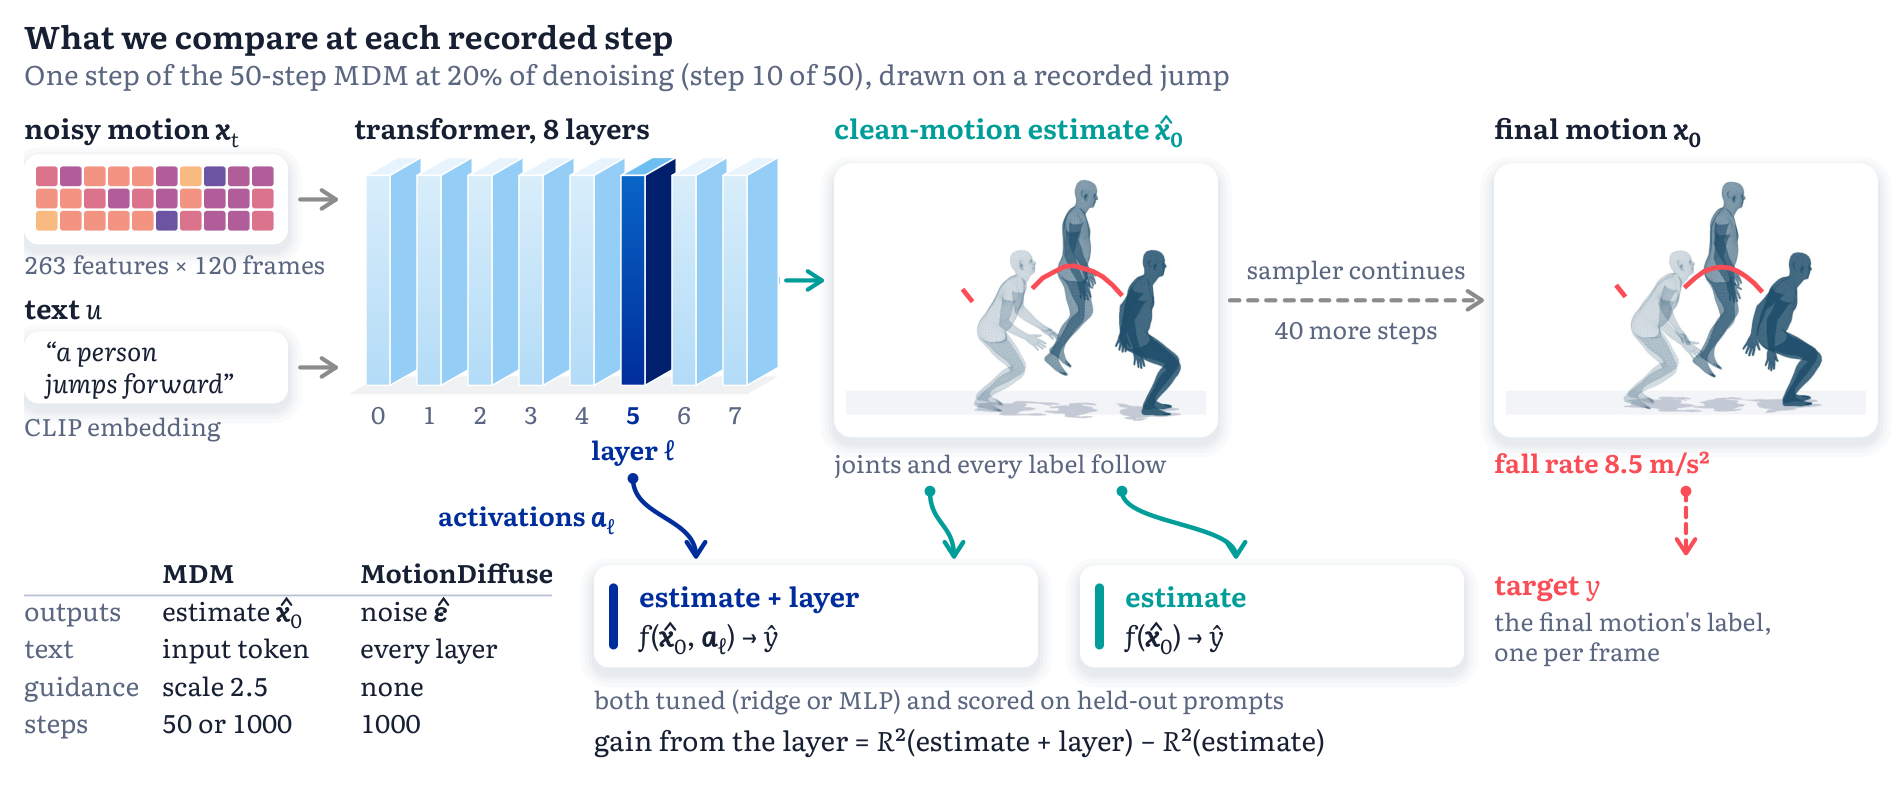 What we compare at each recorded step
One step of the 50-step MDM at 20% of denoising (step 10 of 50), drawn on a recorded jump
noisy motion xₜ
263 features × 120 frames
text u
“a person
jumps forward”
CLIP embedding
transformer, 8 layers
0 1 2 3 4 5 6 7
layer ℓ
activations a_ℓ
clean-motion estimate x̂₀
joints and every label follow
sampler continues
40 more steps
final motion x₀
fall rate 8.5 m/s²
target y
the final motion's label,
one per frame
MDM MotionDiffuse
outputs estimate x̂₀ noise ε̂
text input token every layer
guidance scale 2.5 none
steps 50 or 1000 1000
estimate + layer
f(x̂₀, a_ℓ) → ŷ
estimate
f(x̂₀) → ŷ
both tuned (ridge or MLP) and scored on held-out prompts
gain from the layer = R²(estimate + layer) − R²(estimate)